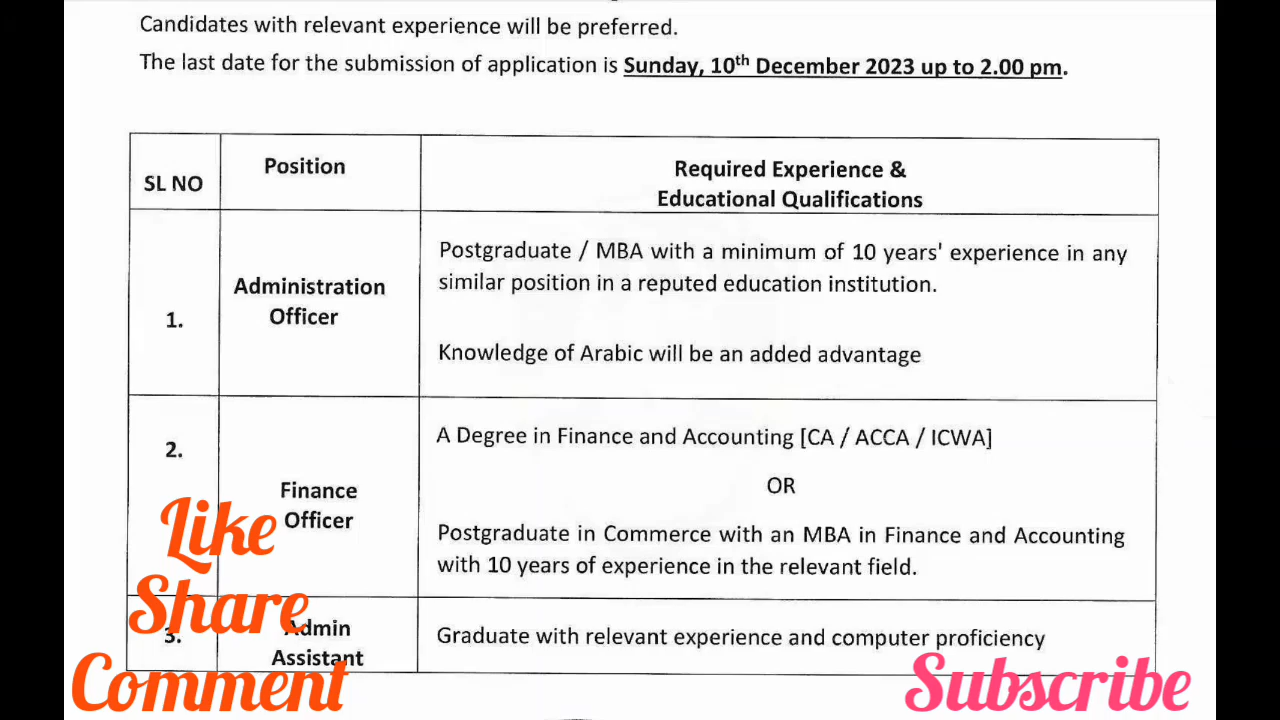 Candidates with relevant experience will be preferred.
The last date for the submission of application is Sunday, 10th December 2023 up to 2.00 pm.
SL NO
Position
Required Experience &
Educational Qualifications
1.
Administration
Officer
Postgraduate / MBA with a minimum of 10 years' experience in any
similar position in a reputed education institution.
Knowledge of Arabic will be an added advantage
2.
Finance
Officer
A Degree in Finance and Accounting [CA / ACCA / ICWA]
OR
Postgraduate in Commerce with an MBA in Finance and Accounting
with 10 years of experience in the relevant field.
3.
Admin
Assistant
Graduate with relevant experience and computer proficiency
Like
Share
Comment
Subscribe